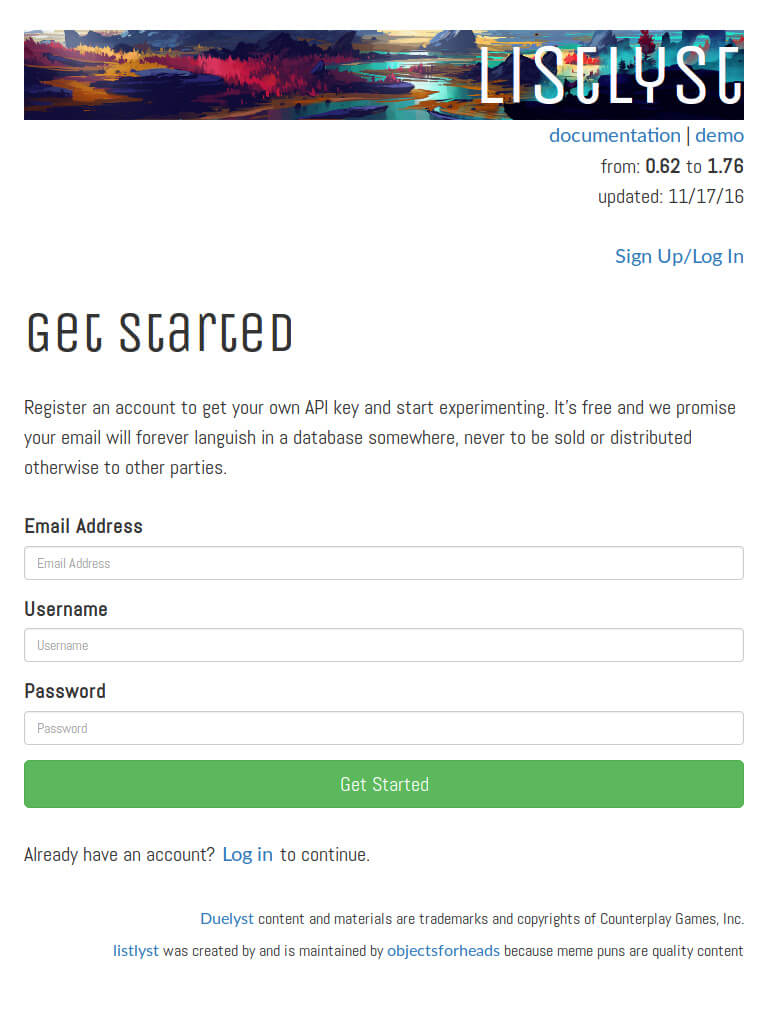 listlyst
documentation | demo
from: 0.62 to 1.76
updated: 11/17/16
Sign Up/Log In
Get Started
Register an account to get your own API key and start experimenting. It's free and we promise
your email will forever languish in a database somewhere, never to be sold or distributed
otherwise to other parties.
Email Address
Email Address
Username
Username
Password
Password
Get Started
Already have an account? Log in to continue.
Duelyst content and materials are trademarks and copyrights of Counterplay Games, Inc.
listlyst was created by and is maintained by objectsforheads because meme puns are quality content